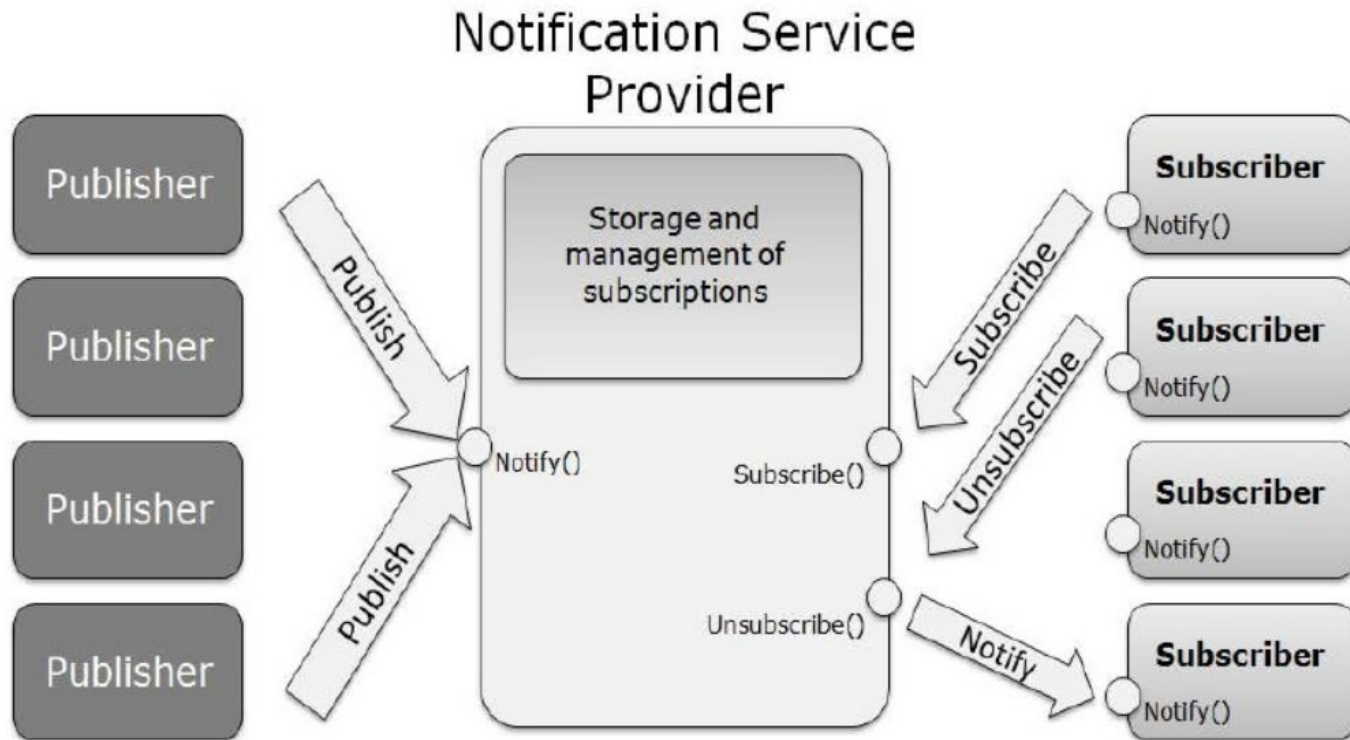 Notification Service
Provider
Publisher
Publisher
Publisher
Publisher
Publish
Publish
Storage and
management of
subscriptions
Notify()
Subscribe()
Unsubscribe()
Subscribe
Unsubscribe
Notify
Subscriber
Notify()
Subscriber
Notify()
Subscriber
Notify()
Subscriber
Notify()